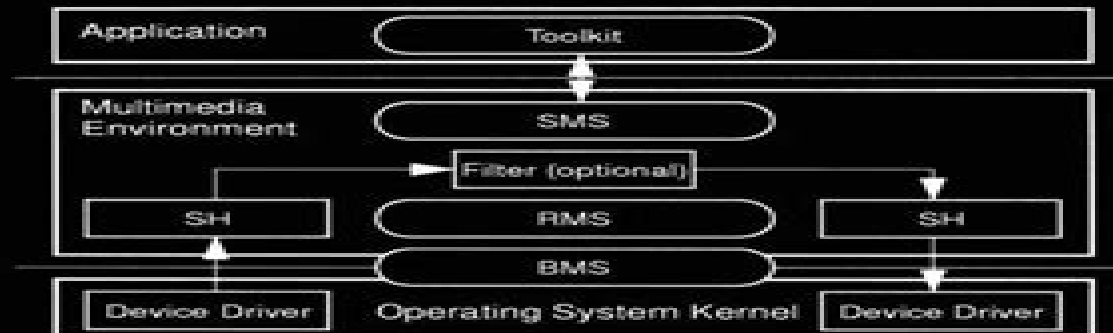 Application
Toolkit
Multimedia
Environment
SMS
Filter (optional)
SH
RMS
SH
BMS
Device Driver
Operating System Kernel
Device Driver